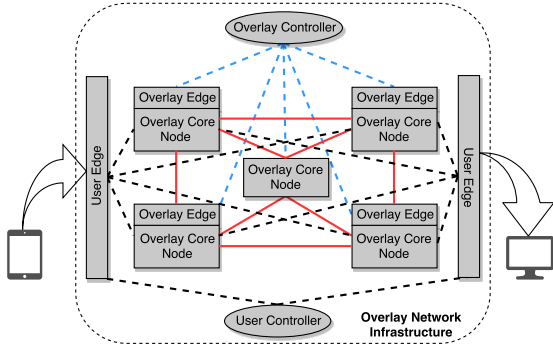 Overlay Controller
Overlay Edge
Overlay Core
Node
Overlay Edge
Overlay Core
Node
User Edge
Overlay Core
Node
User Edge
Overlay Edge
Overlay Core
Node
Overlay Edge
Overlay Core
Node
User Controller
Overlay Network
Infrastructure